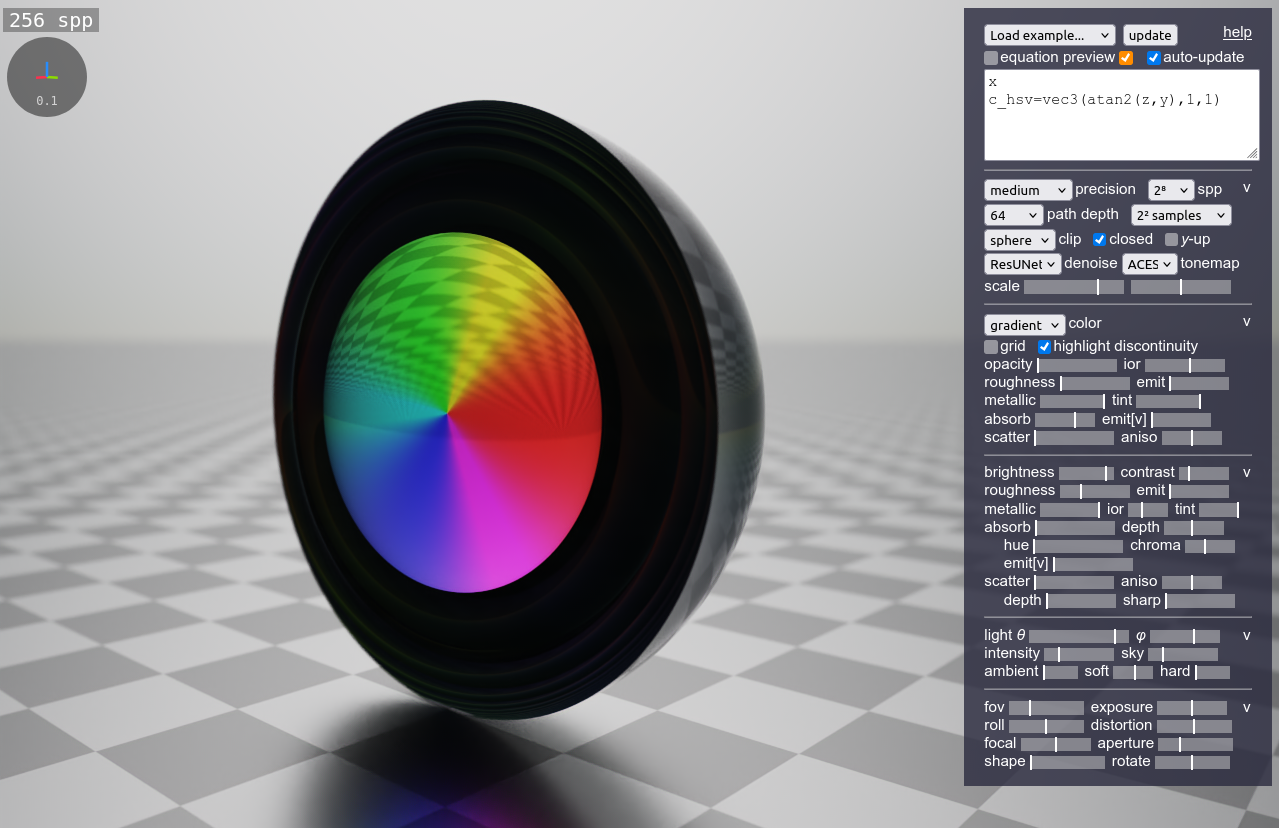 256 spp
0.1
Load example... update help
equation preview auto-update
x
c_hsv=vec3(atan2(z,y),1,1)
medium precision 2⁸ spp v
64 path depth 2² samples
sphere clip closed y-up
ResUNet denoise ACES tonemap
scale
gradient color v
grid highlight discontinuity
opacity ior
roughness emit
metallic tint
absorb emit[v]
scatter aniso
brightness contrast v
roughness emit
metallic ior tint
absorb depth
hue chroma
emit[v]
scatter aniso
depth sharp
light θ φ v
intensity sky
ambient soft hard
fov exposure v
roll distortion
focal aperture
shape rotate